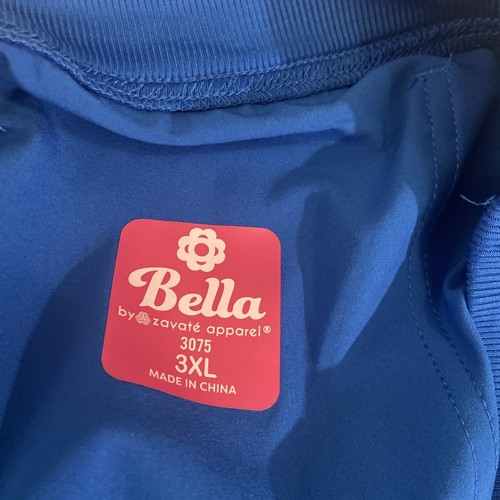 Bella
by zavaté apparel®
3075
3XL
MADE IN CHINA